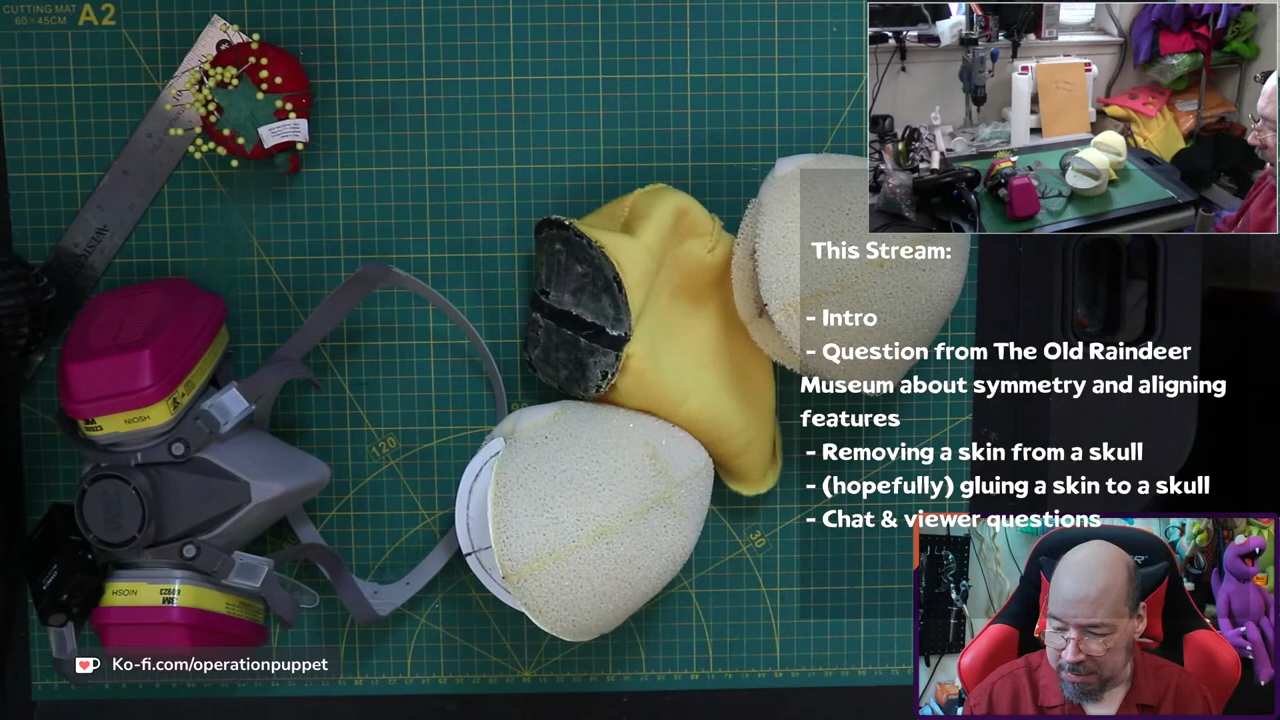 CUTTING MAT
60×45CM A2
This Stream:
- Intro
- Question from The Old Raindeer
Museum about symmetry and aligning
features
- Removing a skin from a skull
- (hopefully) gluing a skin to a skull
- Chat & viewer questions
NIOSH
120
30
3M
60923
NIOSH
Ko-fi.com/operationpuppet